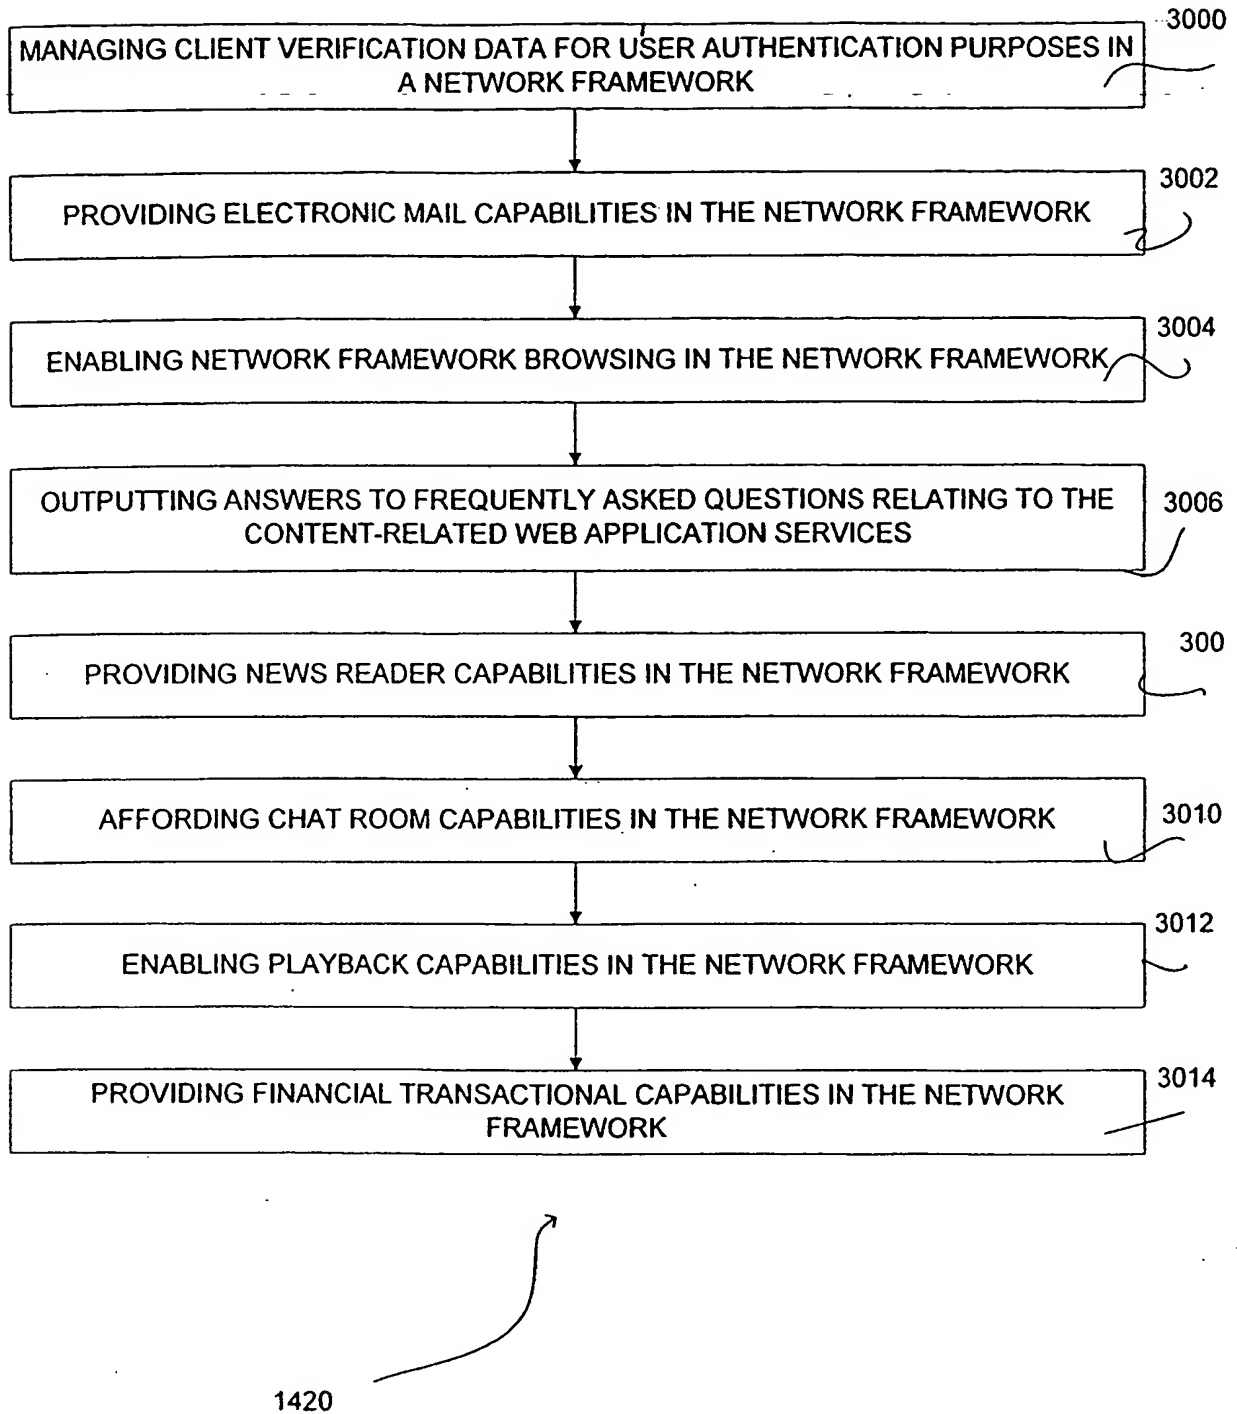 3000
MANAGING CLIENT VERIFICATION DATA FOR USER AUTHENTICATION PURPOSES IN
A NETWORK FRAMEWORK
3002
PROVIDING ELECTRONIC MAIL CAPABILITIES IN THE NETWORK FRAMEWORK
3004
ENABLING NETWORK FRAMEWORK BROWSING IN THE NETWORK FRAMEWORK
3006
OUTPUTTING ANSWERS TO FREQUENTLY ASKED QUESTIONS RELATING TO THE
CONTENT-RELATED WEB APPLICATION SERVICES
300
PROVIDING NEWS READER CAPABILITIES IN THE NETWORK FRAMEWORK
3010
AFFORDING CHAT ROOM CAPABILITIES IN THE NETWORK FRAMEWORK
3012
ENABLING PLAYBACK CAPABILITIES IN THE NETWORK FRAMEWORK
3014
PROVIDING FINANCIAL TRANSACTIONAL CAPABILITIES IN THE NETWORK
FRAMEWORK
1420